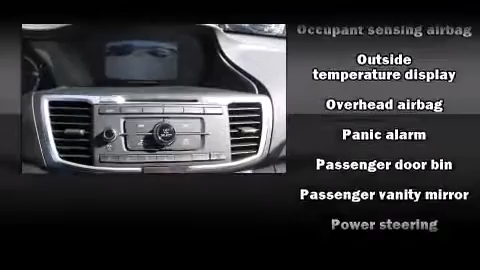 Occupant sensing airbag
Outside
temperature display
Overhead airbag
Panic alarm
Passenger door bin
Passenger vanity mirror
Power steering